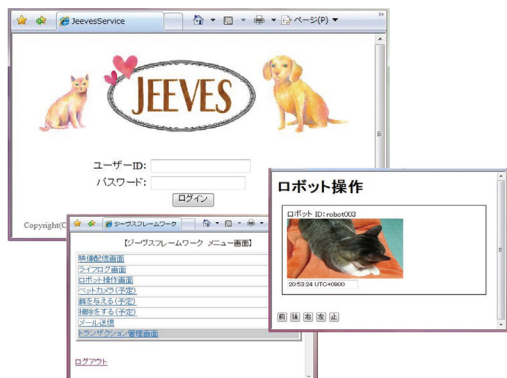 JeevesService
ページ(P)
JEEVES
ユーザーID:
パスワード:
ログイン
Copyright(C
ジーヴスフレームワーク
【ジーヴスフレームワーク メニュー画面】
映像配信画面
ライフログ画面
ロボット操作画面
ペットカメラ(予定)
餌を与える(予定)
掃除をする(予定)
メール送信
トランザクション管理画面
ログアウト
ロボット操作
ロボット ID:robot003
20:53:24 UTC+0900
前 後 右 左 止